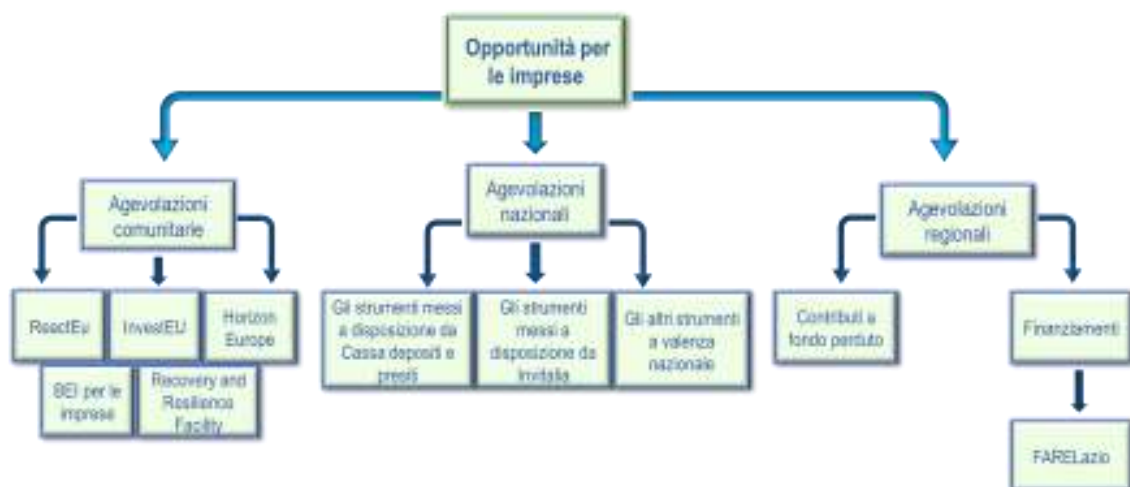 Opportunità per
le imprese
Agevolazioni
comunitarie
Agevolazioni
nazionali
Agevolazioni
regionali
ReactEu
InvestEU
Horizon
Europe
BEI per le
imprese
Recovery and
Resilience
Facility
Gli strumenti messi
a disposizione da
Cassa depositi e
presiti
Gli strumenti
messi a
disposizione da
Invitalia
Gli altri strumenti
a valenza
nazionale
Contributi a
fondo perduto
Finanziamenti
FARELazio